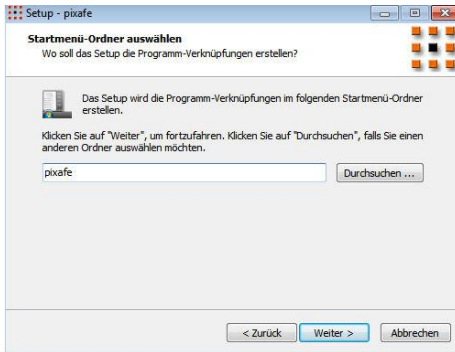 Setup - pixafe
Startmenü-Ordner auswählen
Wo soll das Setup die Programm-Verknüpfungen erstellen?
Das Setup wird die Programm-Verknüpfungen im folgenden Startmenü-Ordner
erstellen.
Klicken Sie auf "Weiter", um fortzufahren. Klicken Sie auf "Durchsuchen", falls Sie einen
anderen Ordner auswählen möchten.
pixafe
Durchsuchen ...
< Zurück
Weiter >
Abbrechen